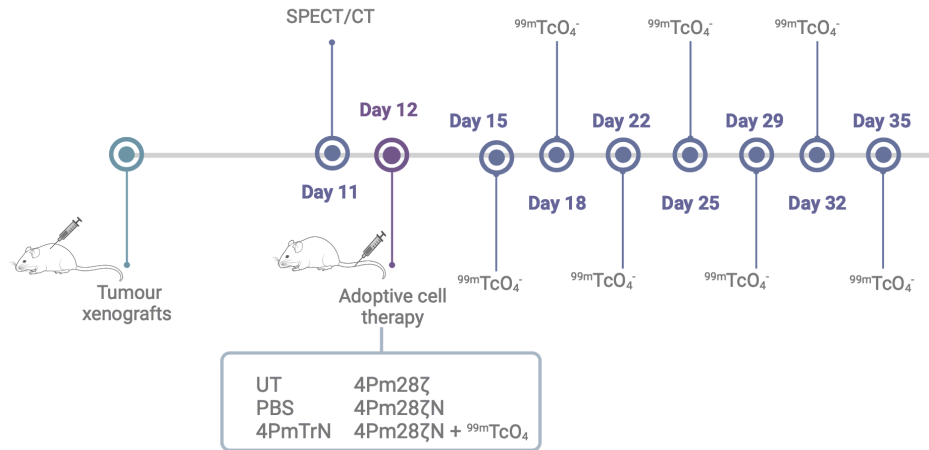 SPECT/CT
⁹⁹ᵐTcO₄⁻
⁹⁹ᵐTcO₄⁻
⁹⁹ᵐTcO₄⁻
Day 12
Day 15
Day 22
Day 29
Day 35
Day 11
Day 18
Day 25
Day 32
Tumour
xenografts
Adoptive cell
therapy
⁹⁹ᵐTcO₄⁻
⁹⁹ᵐTcO₄⁻
⁹⁹ᵐTcO₄⁻
⁹⁹ᵐTcO₄⁻
UT 4Pm28ζ
PBS 4Pm28ζN
4PmTrN 4Pm28ζN + ⁹⁹ᵐTcO₄